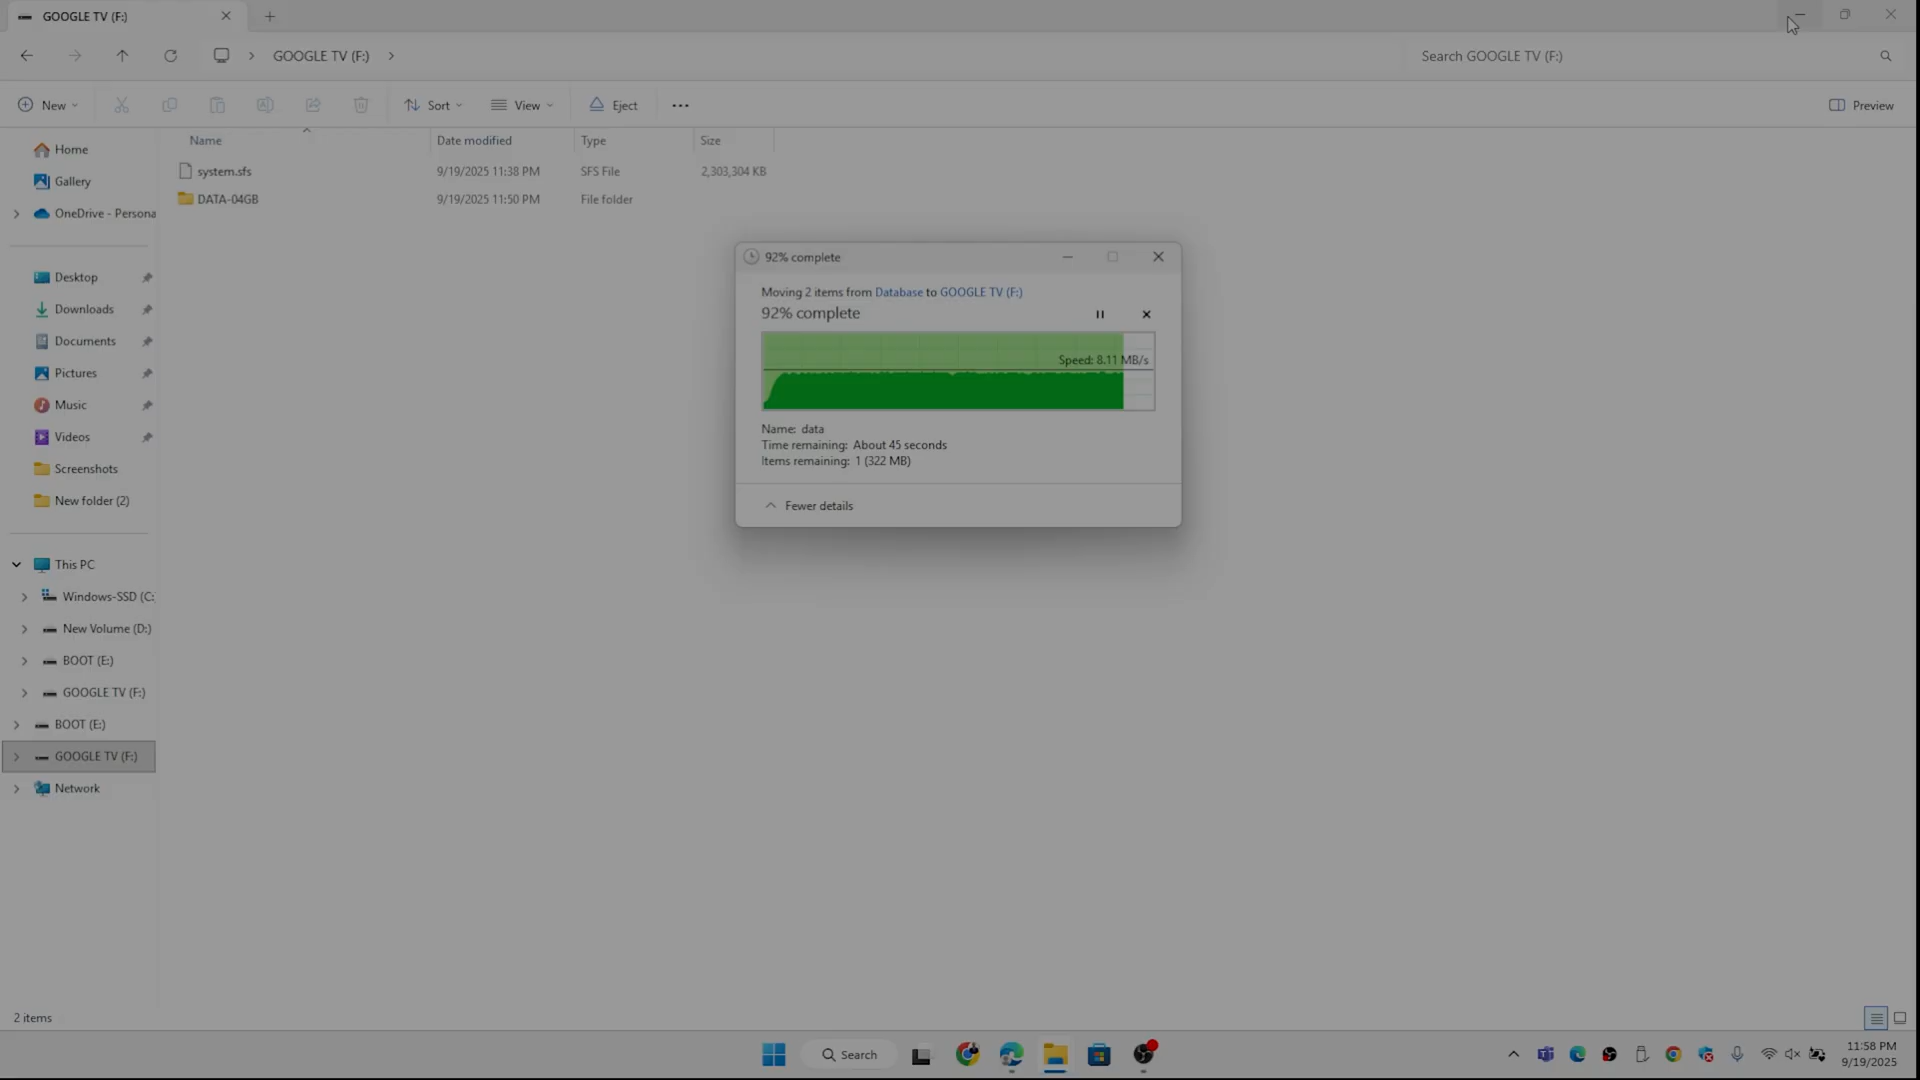 GOOGLE TV (F:)
GOOGLE TV (F:)
Search GOOGLE TV (F:)
New
Sort
View
Eject
Preview
Name
Date modified
Type
Size
Home
Gallery
OneDrive - Persona
Desktop
Downloads
Documents
Pictures
Music
Videos
Screenshots
New folder (2)
This PC
Windows-SSD (C:
New Volume (D:)
BOOT (E:)
GOOGLE TV (F:)
BOOT (E:)
GOOGLE TV (F:)
Network
system.sfs 9/19/2025 11:38 PM SFS File 2,303,304 KB
DATA-04GB 9/19/2025 11:50 PM File folder
92% complete
Moving 2 items from Database to GOOGLE TV (F:)
92% complete
Speed: 8.11 MB/s
Name: data
Time remaining: About 45 seconds
Items remaining: 1 (322 MB)
Fewer details
2 items
Search
11:58 PM
9/19/2025